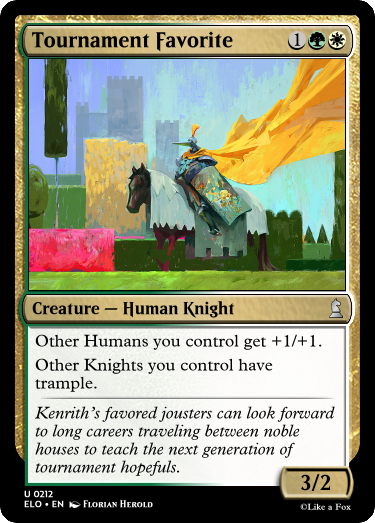 Tournament Favorite 1
Creature — Human Knight
Other Humans you control get +1/+1.
Other Knights you control have
trample.
Kenrith's favored jousters can look forward
to long careers traveling between noble
houses to teach the next generation of
tournament hopefuls.
3/2
U 0212
ELO • EN Florian Herold
©Like a Fox